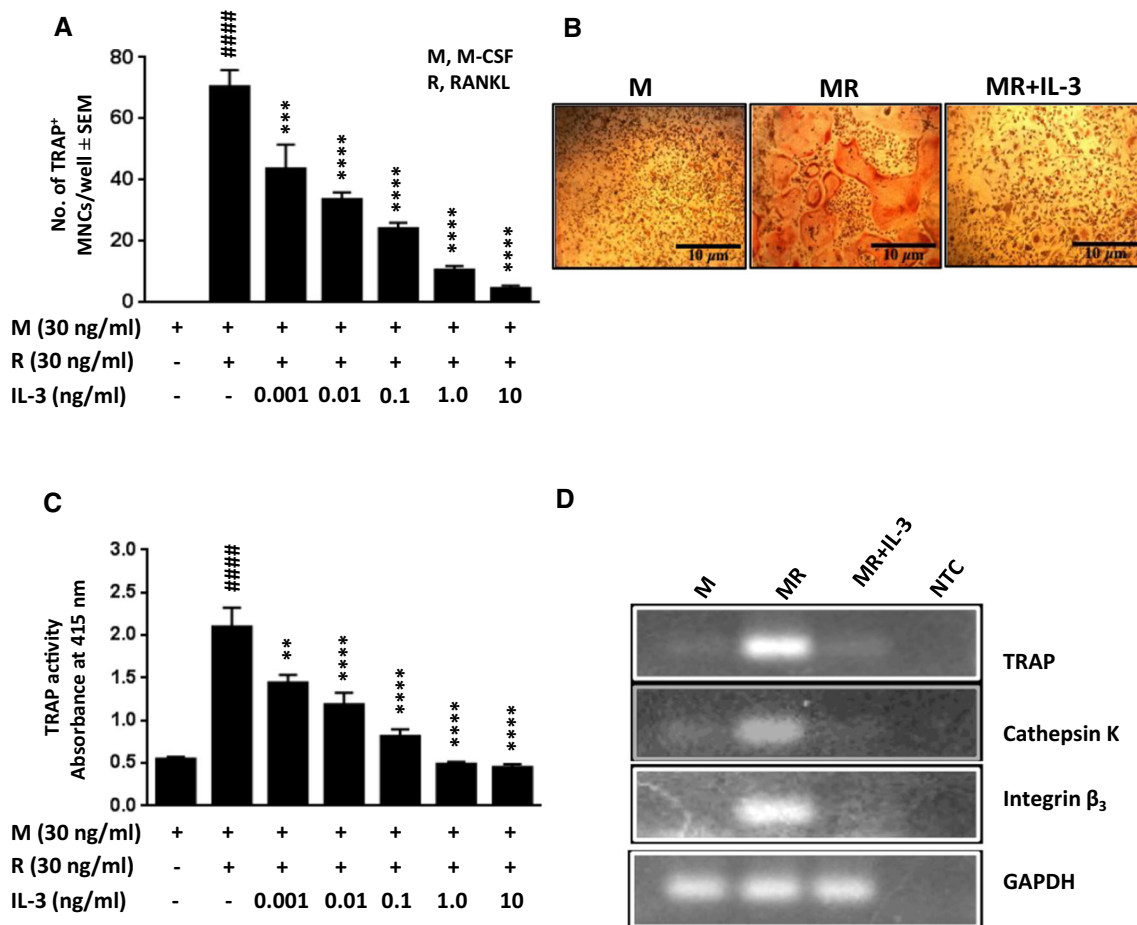 A
No. of TRAP⁺
MNCs/well ± SEM
80
60
40
20
0
####
***
****
****
****
****
M, M-CSF
R, RANKL
M (30 ng/ml) + + + + + + +
R (30 ng/ml) - + + + + + +
IL-3 (ng/ml) - - 0.001 0.01 0.1 1.0 10
B
M MR MR+IL-3
10 µm 10 µm 10 µm
C
TRAP activity
Absorbance at 415 nm
3.0
2.5
2.0
1.5
1.0
0.5
0.0
####
**
****
****
****
****
M (30 ng/ml) + + + + + + +
R (30 ng/ml) - + + + + + +
IL-3 (ng/ml) - - 0.001 0.01 0.1 1.0 10
D
M MR MR+IL-3 NTC
TRAP
Cathepsin K
Integrin β₃
GAPDH